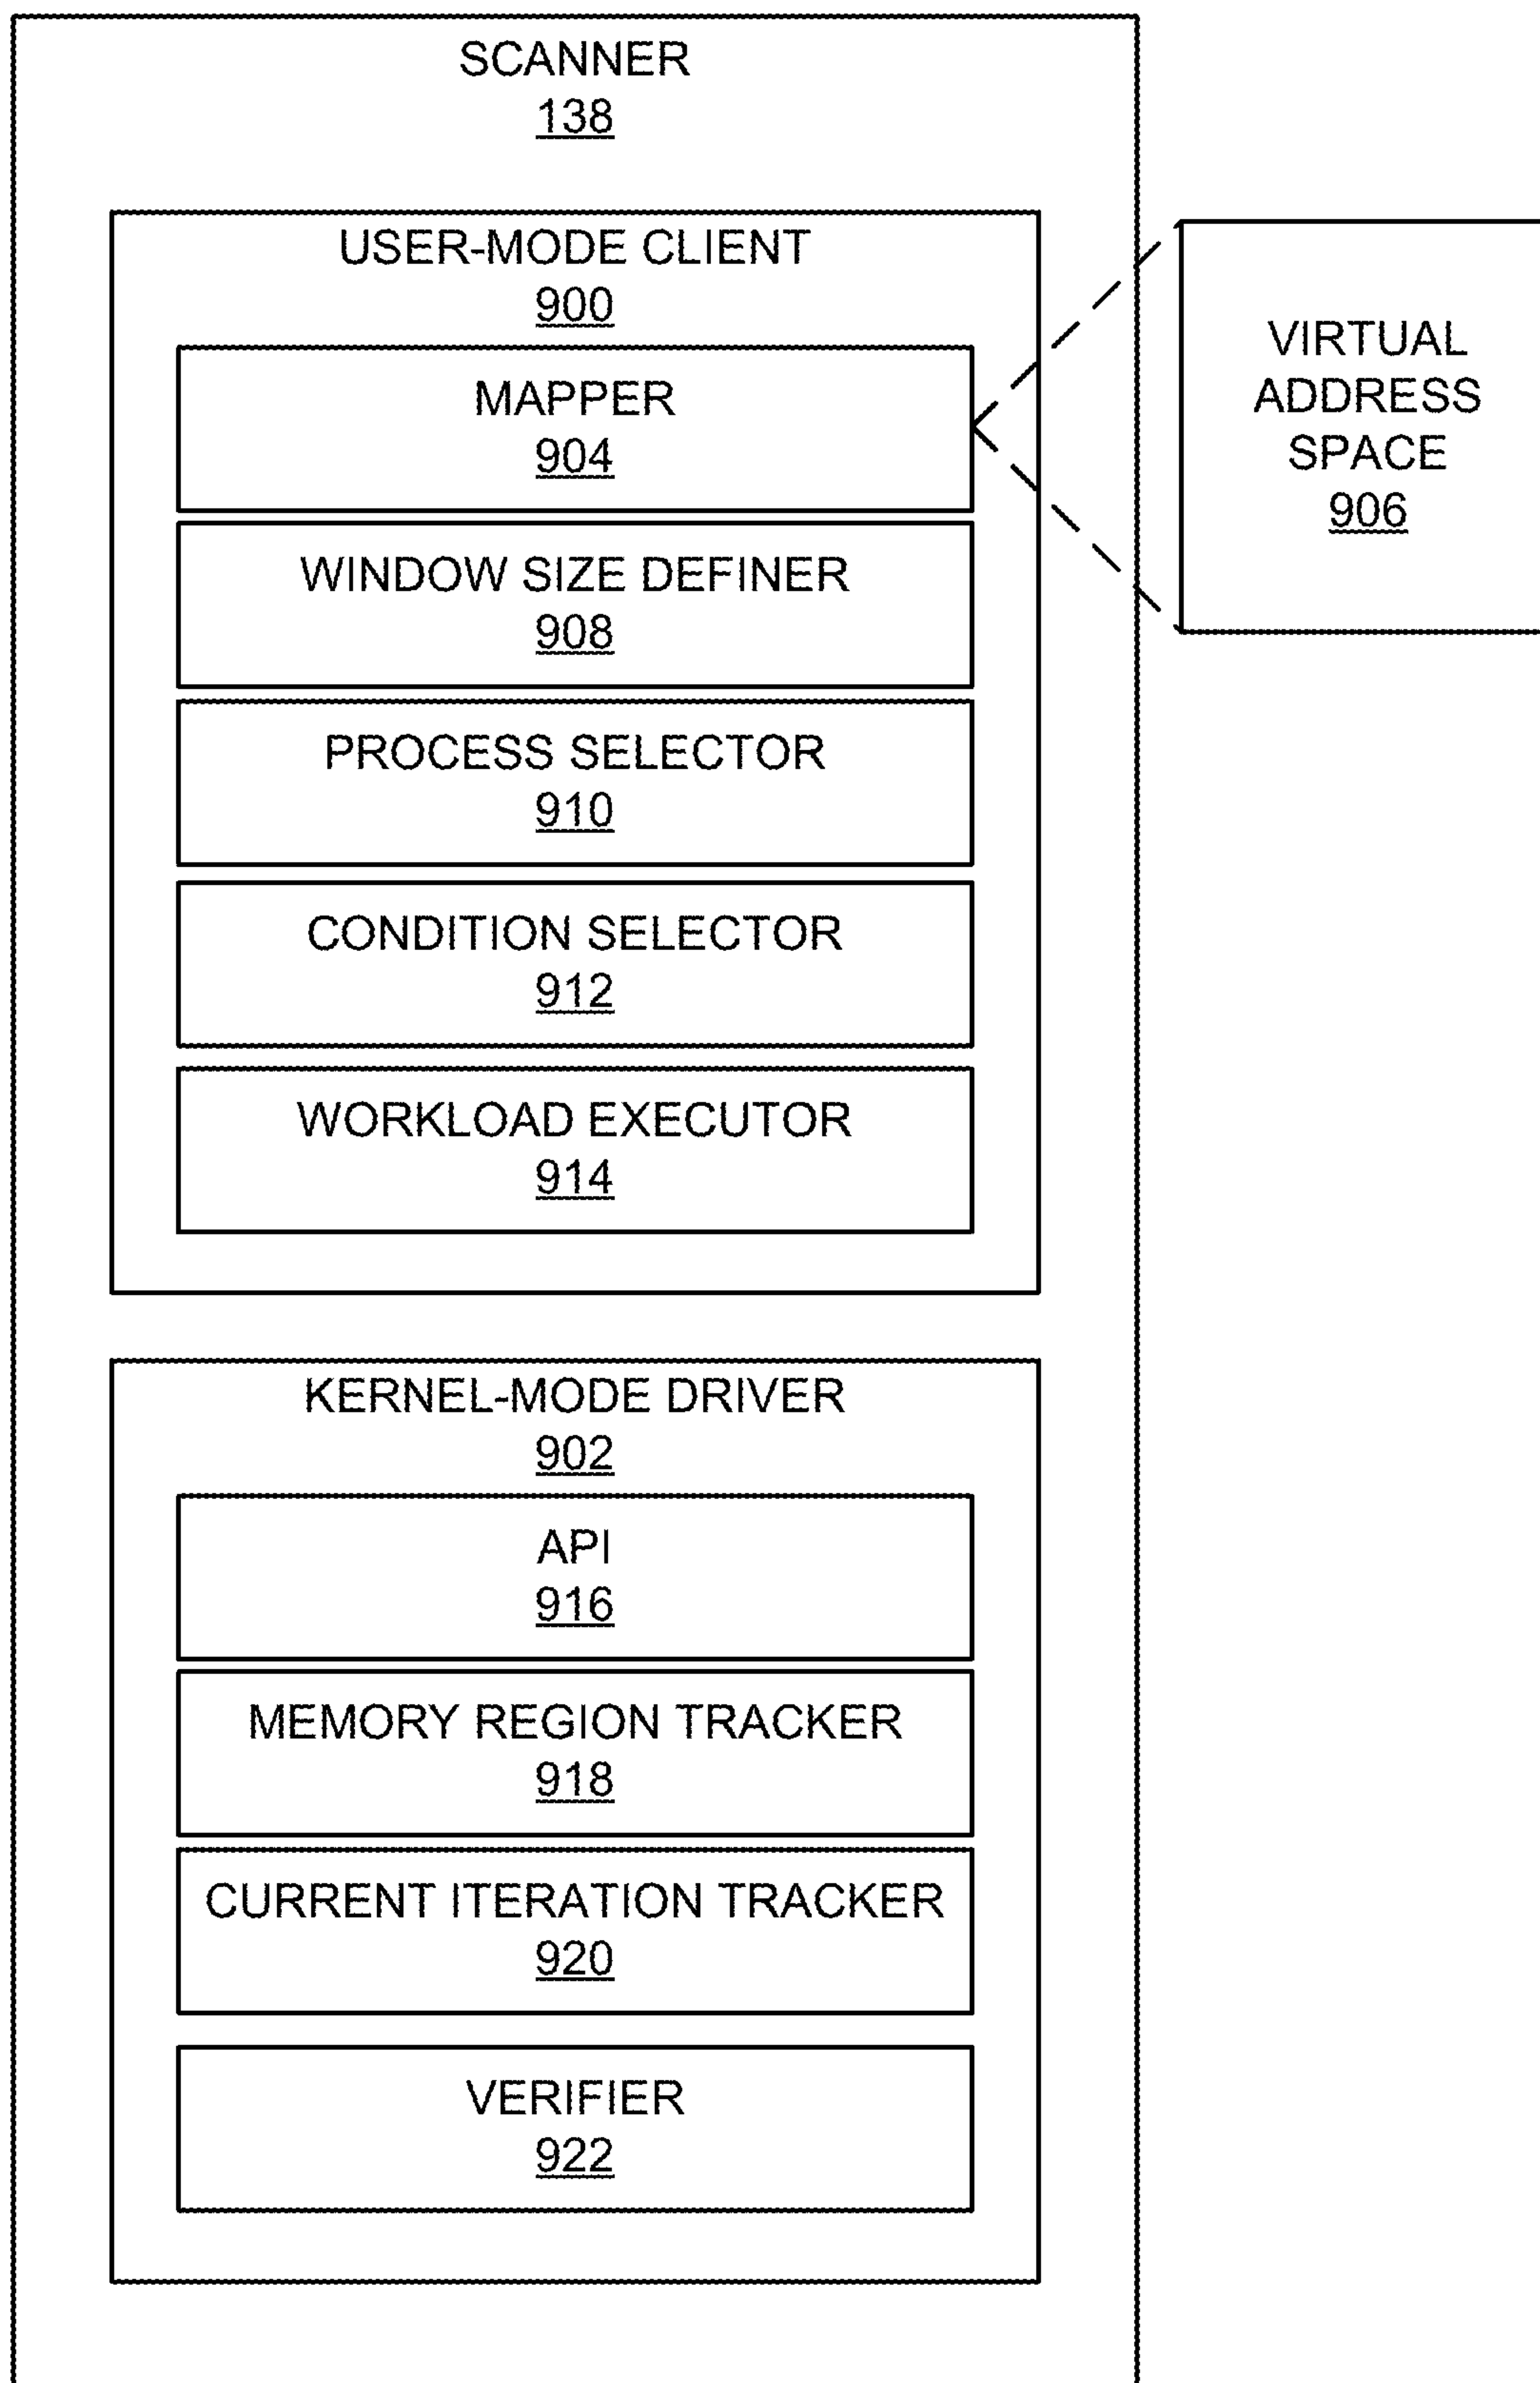 SCANNER
138
USER-MODE CLIENT
900
MAPPER
904
VIRTUAL
ADDRESS
SPACE
906
WINDOW SIZE DEFINER
908
PROCESS SELECTOR
910
CONDITION SELECTOR
912
WORKLOAD EXECUTOR
914
KERNEL-MODE DRIVER
902
API
916
MEMORY REGION TRACKER
918
CURRENT ITERATION TRACKER
920
VERIFIER
922